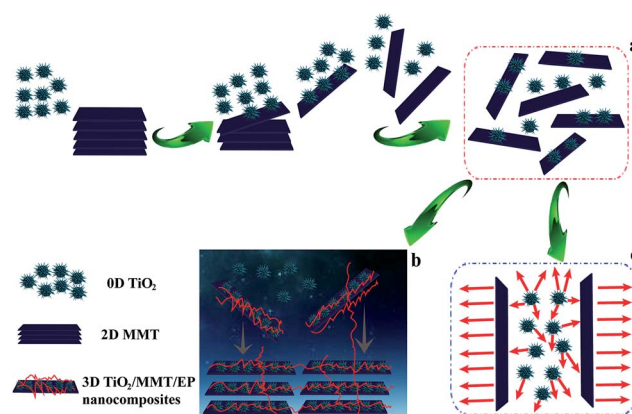 a
b
0D TiO₂
2D MMT
3D TiO₂/MMT/EP
nanocomposites